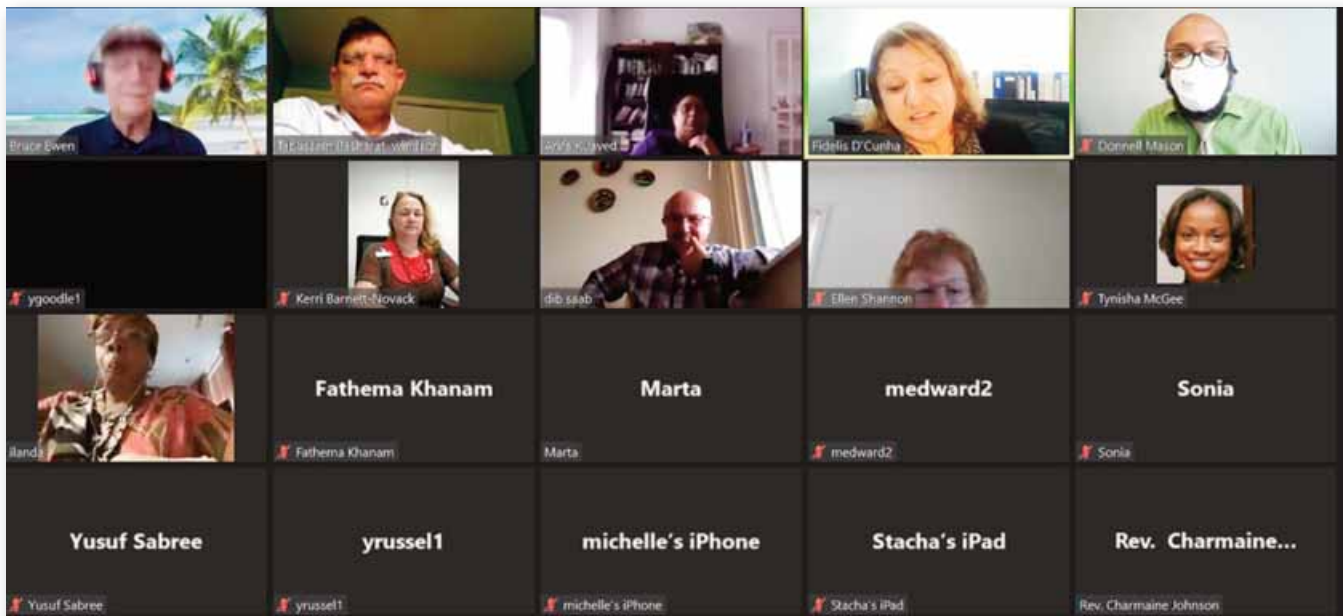 Bruce Ewen
Fidelis D'Cunha
Donnell Mason
ygoodle1
Kerri Barnett-Novack
dib saab
Ellen Shannon
Tynisha McGee
ilanda
Fathema Khanam
Marta
medward2
Sonia
Fathema Khanam
Marta
medward2
Sonia
Yusuf Sabree
yrussel1
michelle's iPhone
Stacha's iPad
Rev. Charmaine...
Yusuf Sabree
yrussel1
michelle's iPhone
Stacha's iPad
Rev. Charmaine Johnson